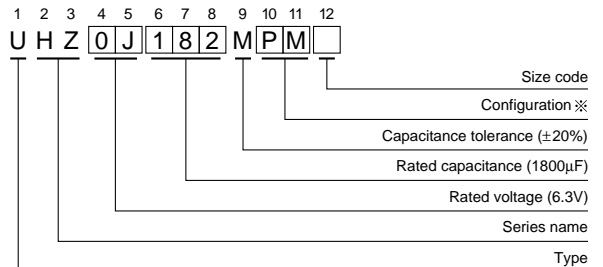 1 2 3 4 5 6 7 8 9 10 11 12
U H Z 0 J 1 8 2 M P M
Size code
Configuration ※
Capacitance tolerance (±20%)
Rated capacitance (1800µF)
Rated voltage (6.3V)
Series name
Type